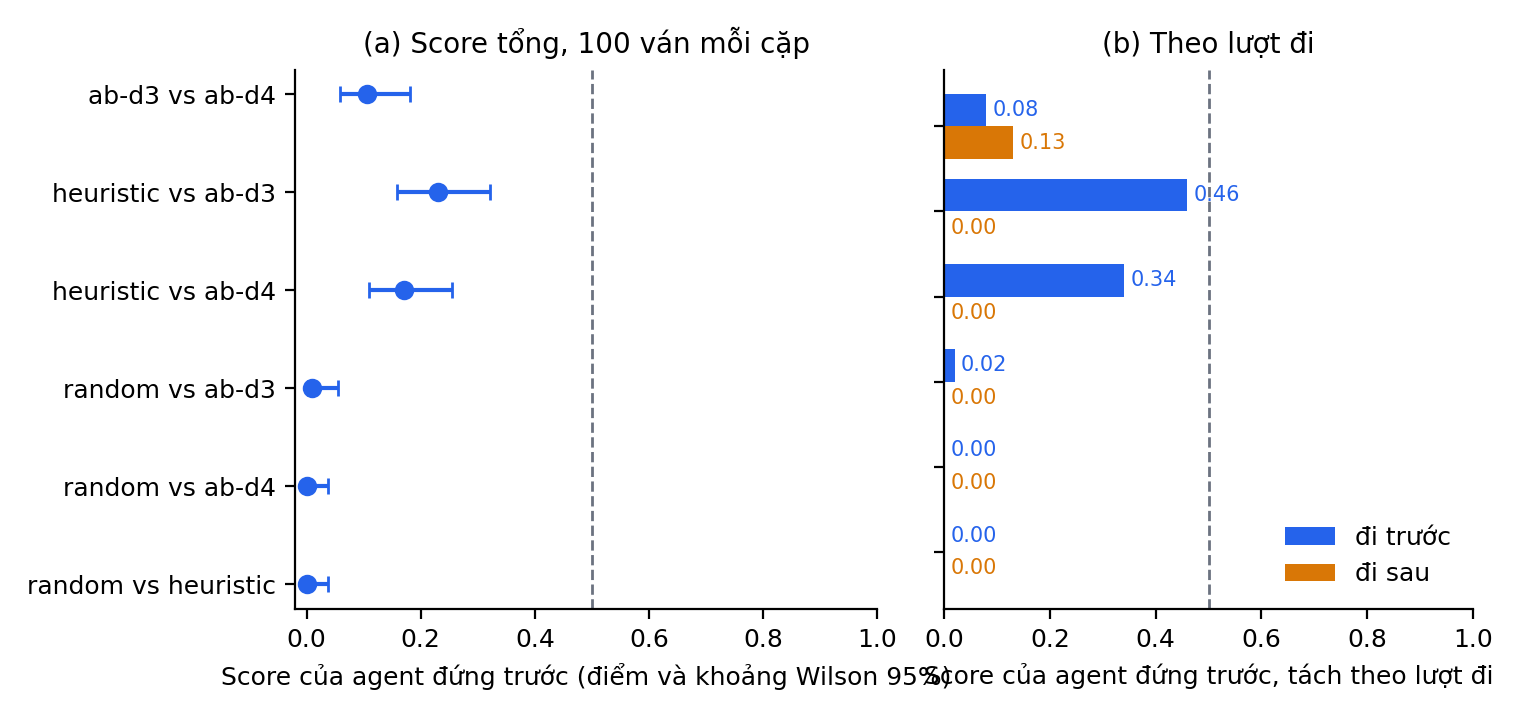 (a) Score tổng, 100 ván mỗi cặp
ab-d3 vs ab-d4
heuristic vs ab-d3
heuristic vs ab-d4
random vs ab-d3
random vs ab-d4
random vs heuristic
0.0 0.2 0.4 0.6 0.8 1.0
Score của agent đứng trước (điểm và khoảng Wilson 95%)
(b) Theo lượt đi
0.08
0.13
0.46
0.00
0.34
0.00
0.02
0.00
0.00
0.00
0.00
0.00
đi trước
đi sau
0.0 0.2 0.4 0.6 0.8 1.0
Score của agent đứng trước, tách theo lượt đi